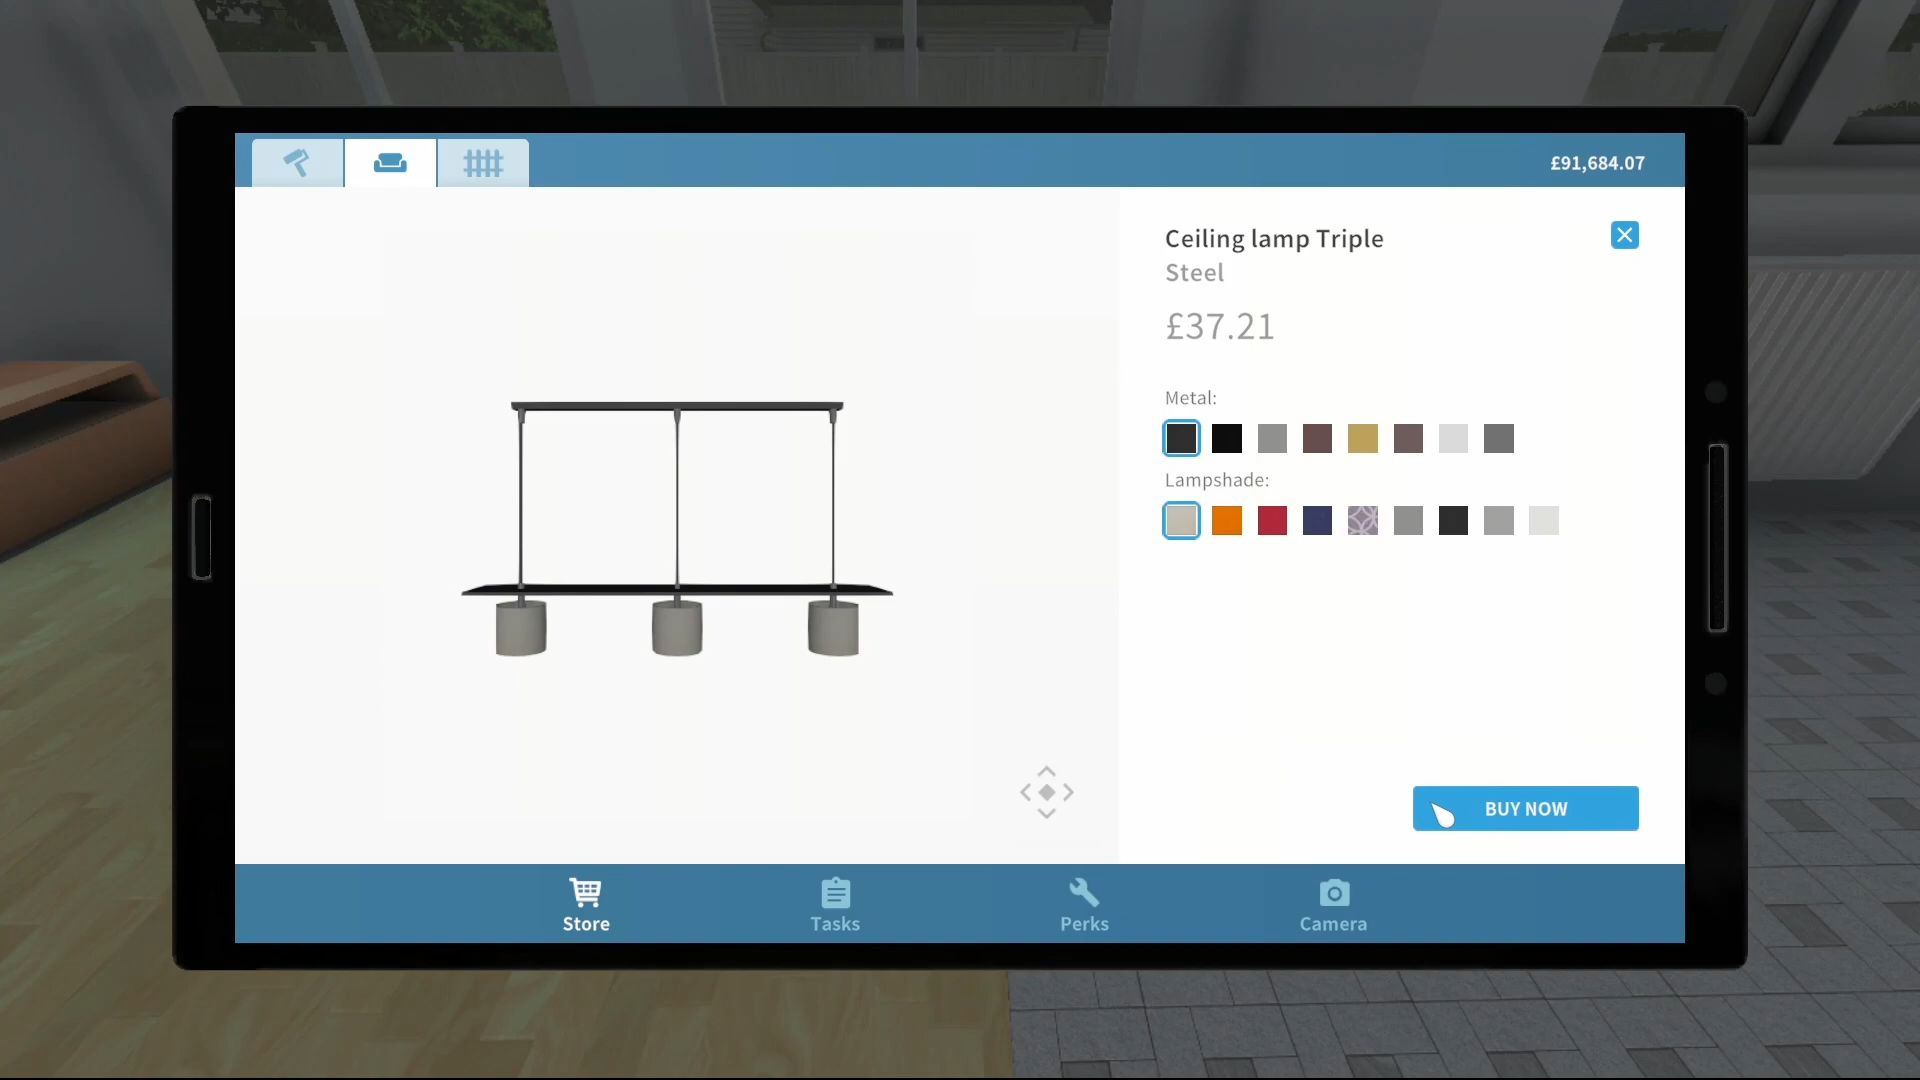 £91,684.07
Ceiling lamp Triple
Steel
£37.21
Metal:
Lampshade:
BUY NOW
Store
Tasks
Perks
Camera